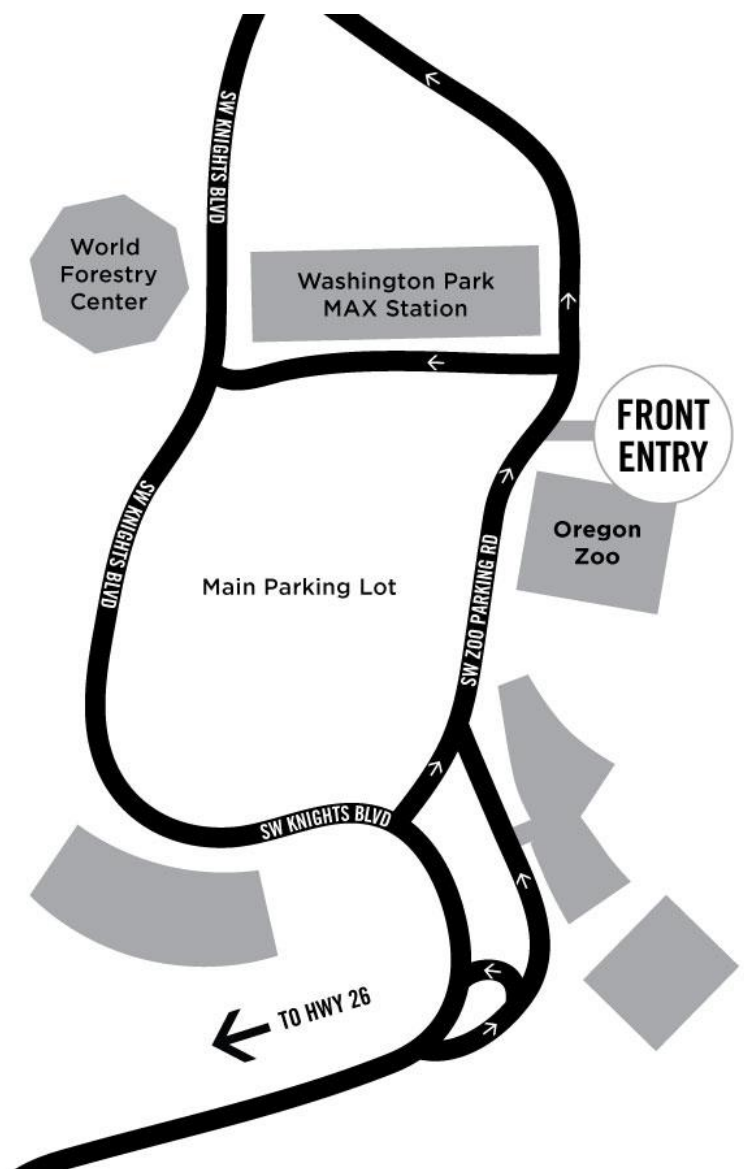 SW KNIGHTS BLVD
World
Forestry
Center
Washington Park
MAX Station
FRONT
ENTRY
SW KNIGHTS BLVD
Oregon
Zoo
Main Parking Lot
SW ZOO PARKING RD
SW KNIGHTS BLVD
TO HWY 26